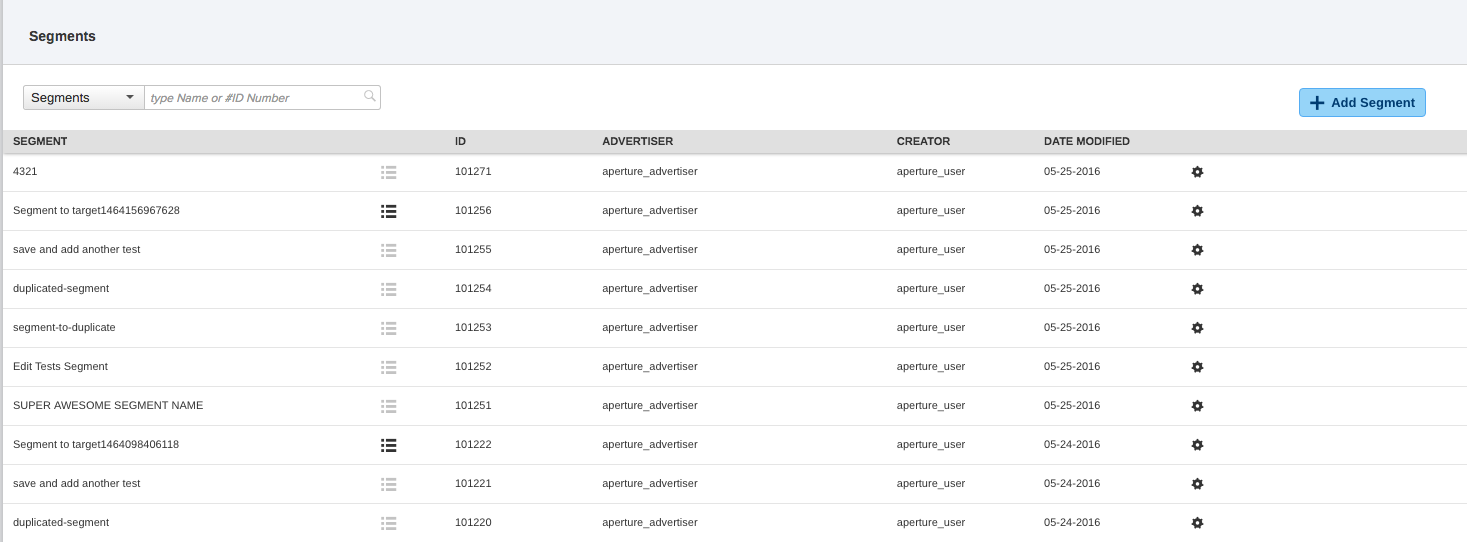 Segments
Segments type Name or #ID Number
Add Segment
SEGMENT ID ADVERTISER CREATOR DATE MODIFIED
4321 101271 aperture_advertiser aperture_user 05-25-2016
Segment to target1464156967628 101256 aperture_advertiser aperture_user 05-25-2016
save and add another test 101255 aperture_advertiser aperture_user 05-25-2016
duplicated-segment 101254 aperture_advertiser aperture_user 05-25-2016
segment-to-duplicate 101253 aperture_advertiser aperture_user 05-25-2016
Edit Tests Segment 101252 aperture_advertiser aperture_user 05-25-2016
SUPER AWESOME SEGMENT NAME 101251 aperture_advertiser aperture_user 05-25-2016
Segment to target1464098406118 101222 aperture_advertiser aperture_user 05-24-2016
save and add another test 101221 aperture_advertiser aperture_user 05-24-2016
duplicated-segment 101220 aperture_advertiser aperture_user 05-24-2016